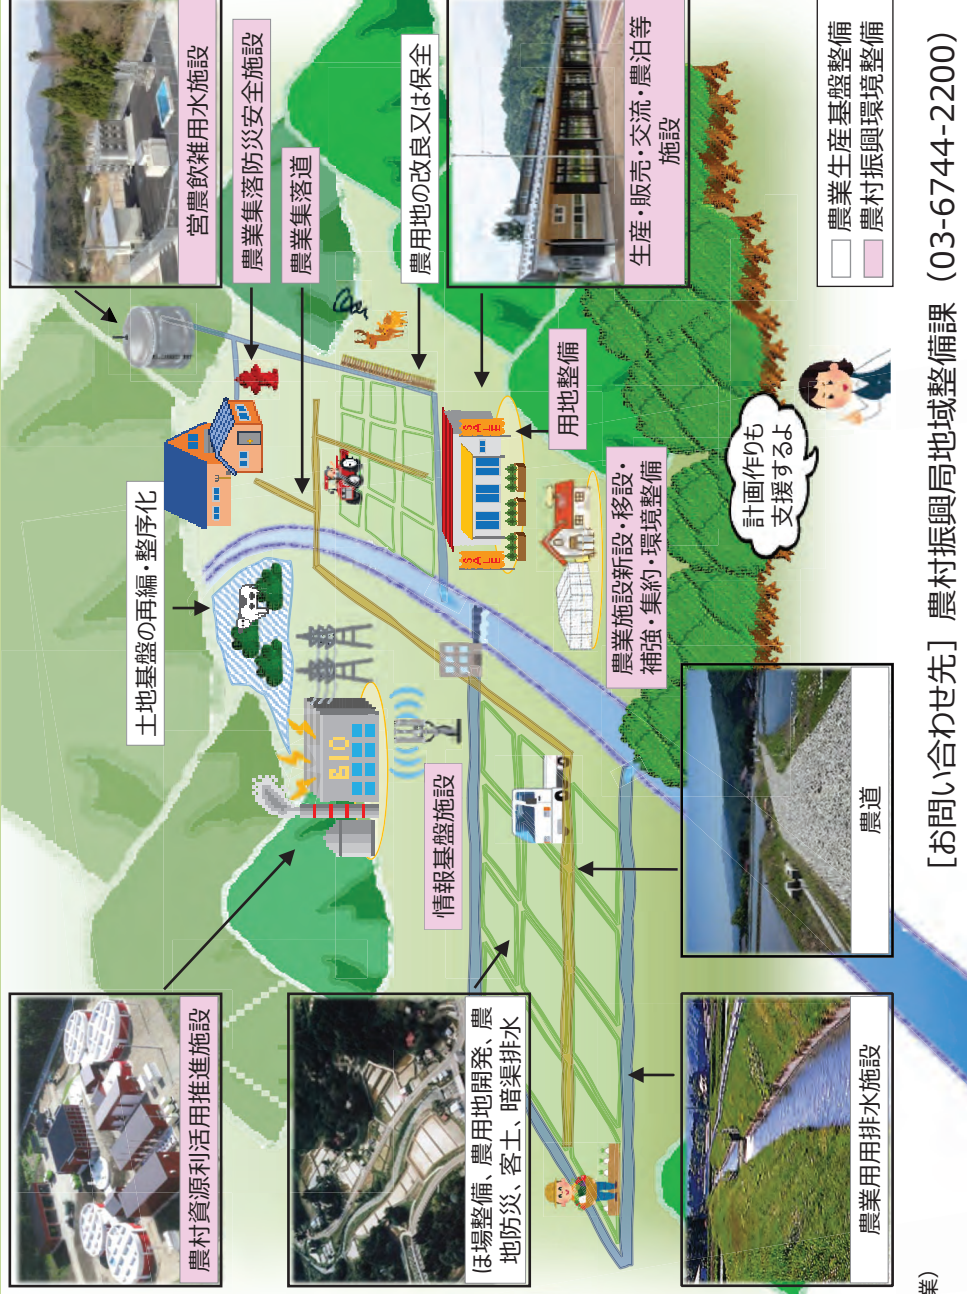 農村資源利活用推進施設
ほ場整備、農用地開発、農
地防災、客土、暗渠排水
農業用用排水施設
農道
情報基盤施設
BIO
土地基盤の再編・整序化
農業施設新設・移設・
補強・集約・環境整備
用地整備
SALE
SALE
営農飲雑用水施設
農業集落防災安全施設
農業集落道
農用地の改良又は保全
生産・販売・交流・農泊等
施設
計画作りも
支援するよ
農業生産基盤整備
農村振興環境整備
[お問い合わせ先] 農村振興局地域整備課（03-6744-2200）
業）